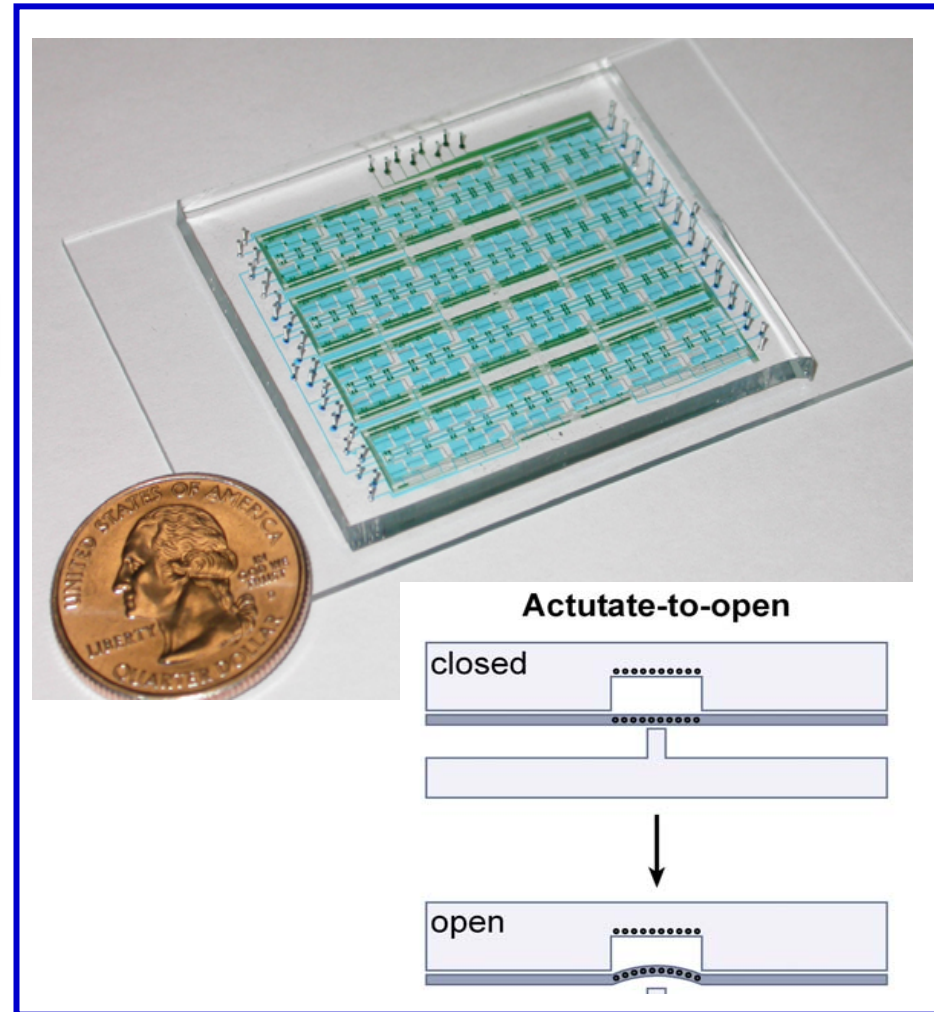 UNITED STATES OF AMERICA
LIBERTY
IN
GOD WE
TRUST
D
QUARTER DOLLAR
Actutate-to-open
closed
open